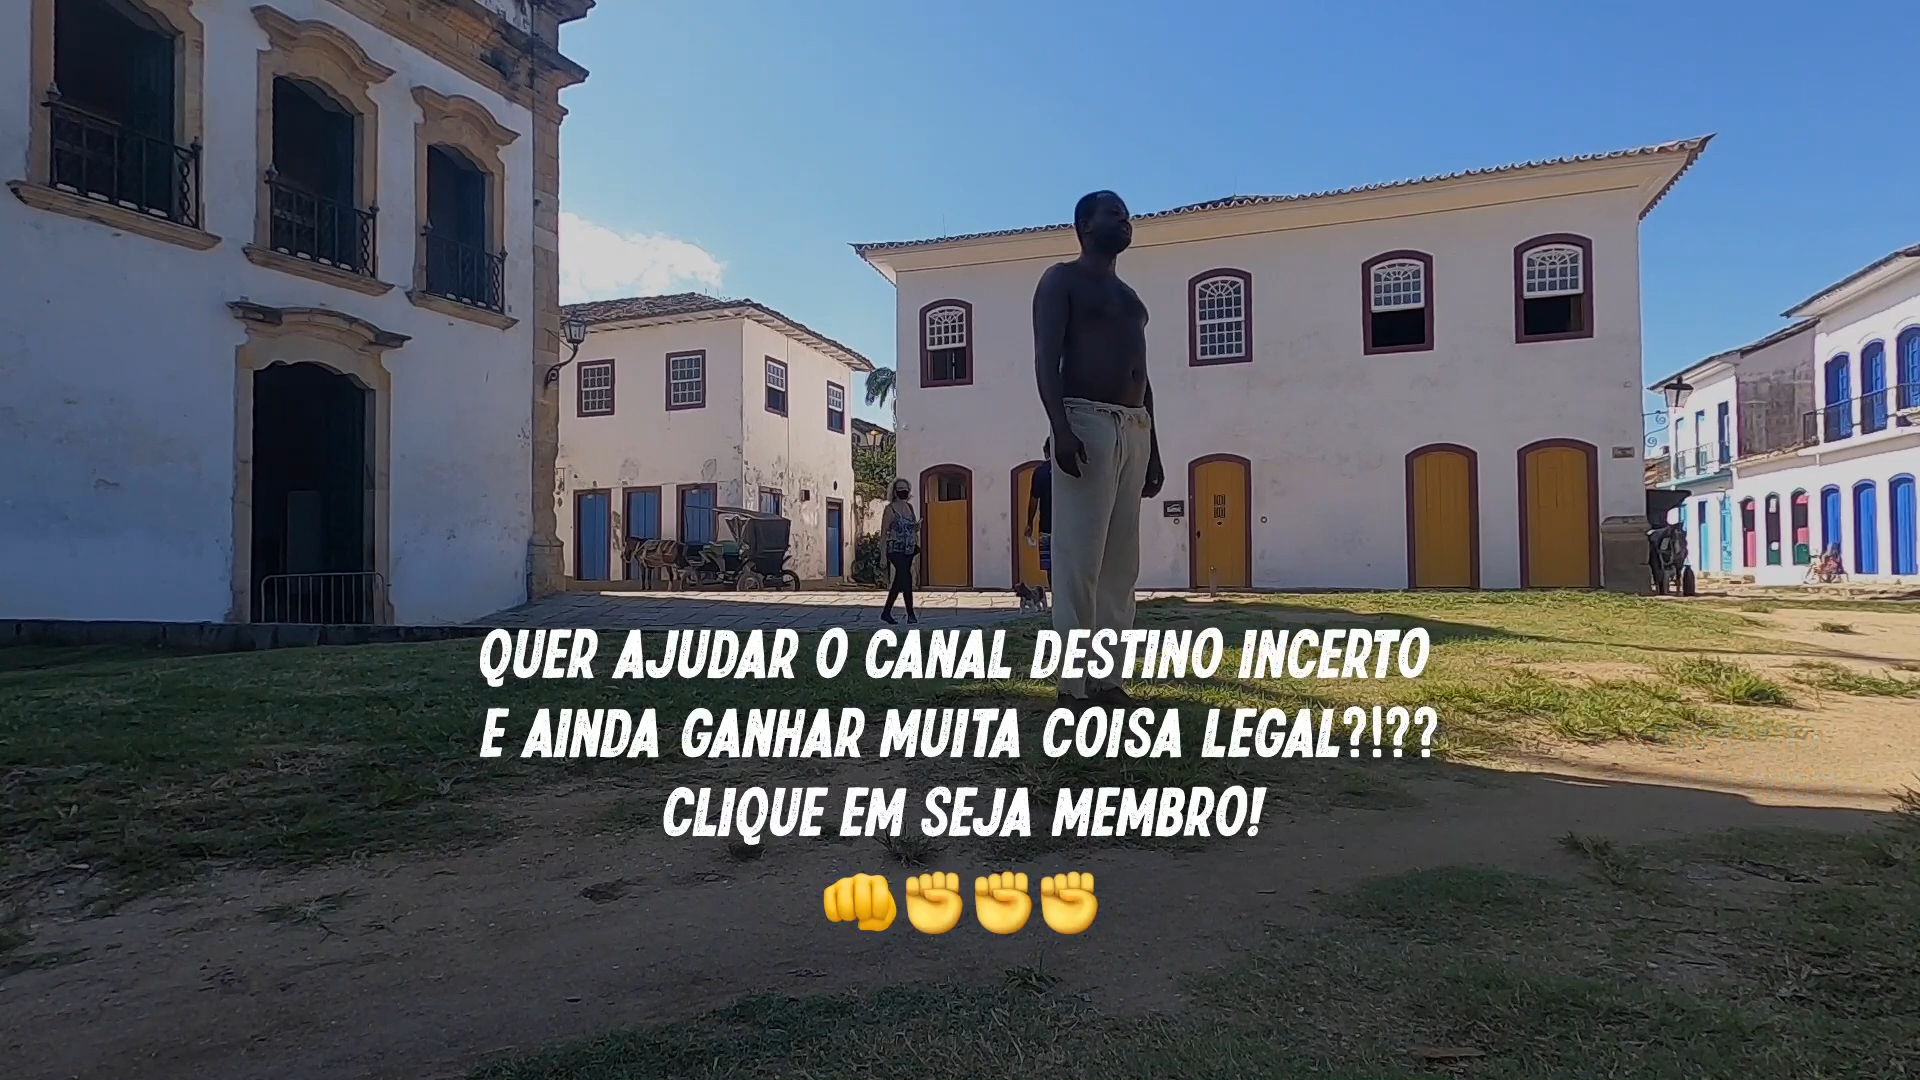 QUER AJUDAR O CANAL DESTINO INCERTO
E AINDA GANHAR MUITA COISA LEGAL?!??
CLIQUE EM SEJA MEMBRO!
👊✊✊✊